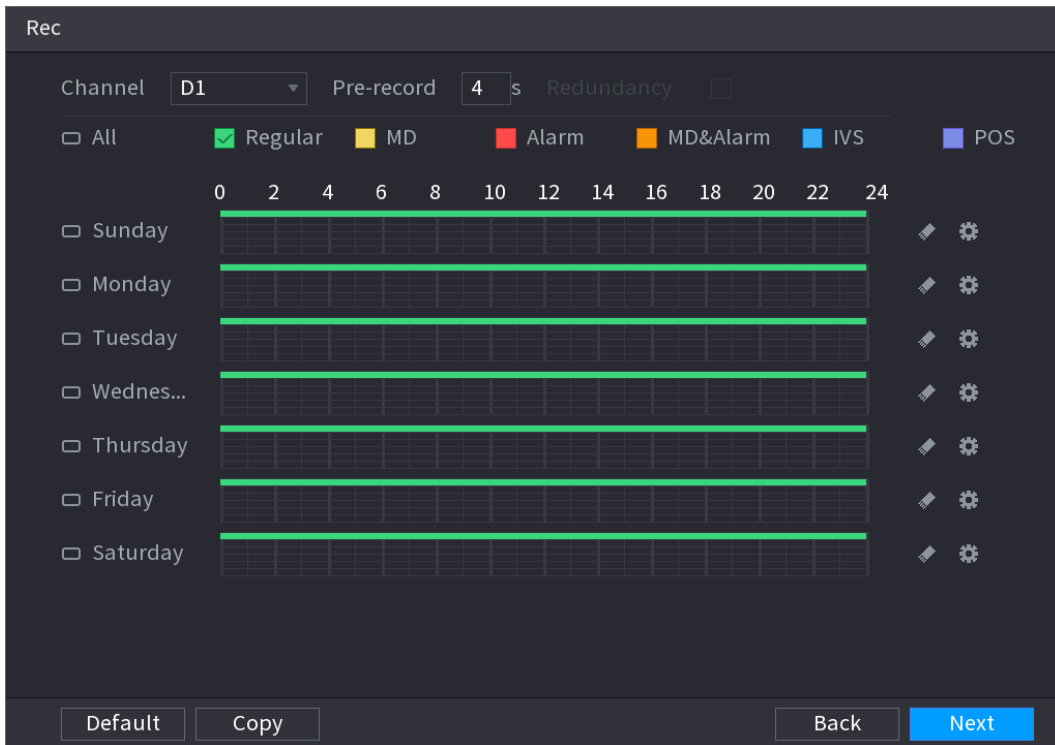 Rec
Channel D1 Pre-record 4 s Redundancy
All Regular MD Alarm MD&Alarm IVS POS
0 2 4 6 8 10 12 14 16 18 20 22 24
Sunday
Monday
Tuesday
Wednes...
Thursday
Friday
Saturday
Default Copy Back Next